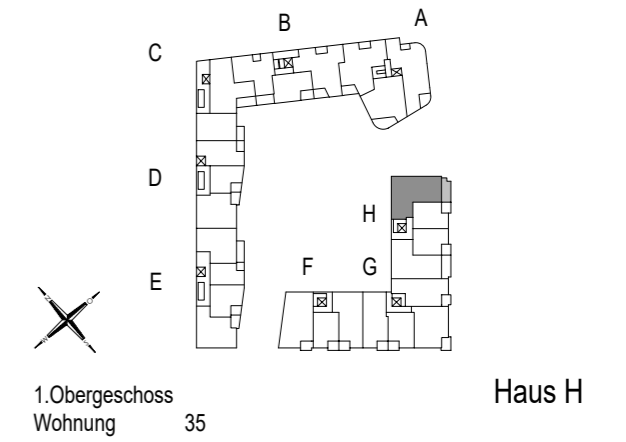 A
B
C
D
H
F G
E
N O
W S
1.Obergeschoss
Haus H
Wohnung 35